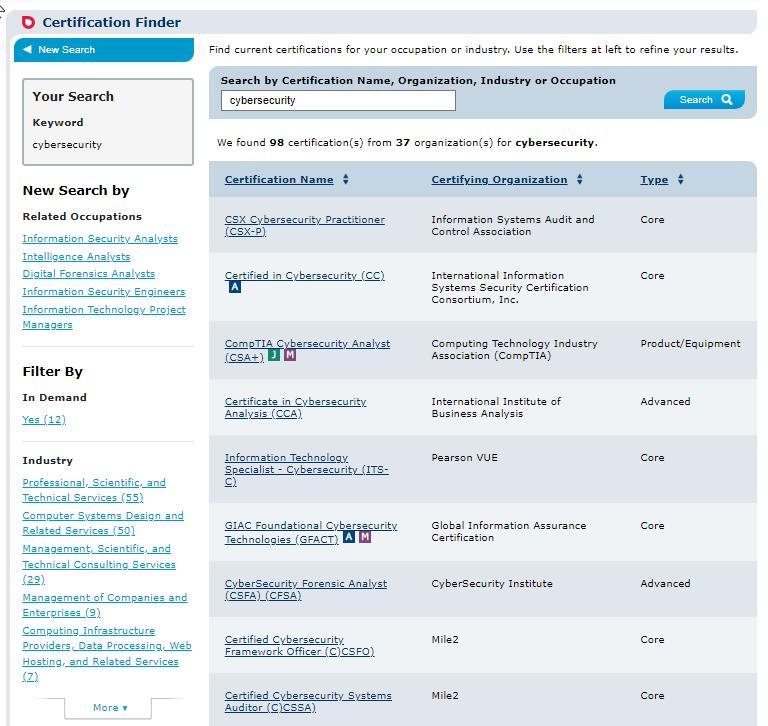 Certification Finder
New Search
Find current certifications for your occupation or industry. Use the filters at left to refine your results.
Your Search
Keyword
cybersecurity
New Search by
Related Occupations
Information Security Analysts
Intelligence Analysts
Digital Forensics Analysts
Information Security Engineers
Information Technology Project
Managers
Filter By
In Demand
Yes (12)
Industry
Professional, Scientific, and
Technical Services (55)
Computer Systems Design and
Related Services (50)
Management, Scientific, and
Technical Consulting Services
(29)
Management of Companies and
Enterprises (9)
Computing Infrastructure
Providers, Data Processing, Web
Hosting, and Related Services
(7)
More ▾
Search by Certification Name, Organization, Industry or Occupation
cybersecurity
Search
We found 98 certification(s) from 37 organization(s) for cybersecurity.
Certification Name Certifying Organization Type
CSX Cybersecurity Practitioner
(CSX-P)
Information Systems Audit and
Control Association
Core
Certified in Cybersecurity (CC)
A
International Information
Systems Security Certification
Consortium, Inc.
Core
CompTIA Cybersecurity Analyst
(CSA+) J M
Computing Technology Industry
Association (CompTIA)
Product/Equipment
Certificate in Cybersecurity
Analysis (CCA)
International Institute of
Business Analysis
Advanced
Information Technology
Specialist - Cybersecurity (ITS-
C)
Pearson VUE
Core
GIAC Foundational Cybersecurity
Technologies (GFACT) A M
Global Information Assurance
Certification
Core
CyberSecurity Forensic Analyst
(CSFA) (CFSA)
CyberSecurity Institute
Advanced
Certified Cybersecurity
Framework Officer (C)CSFO)
Mile2
Core
Certified Cybersecurity Systems
Auditor (C)CSSA)
Mile2
Core